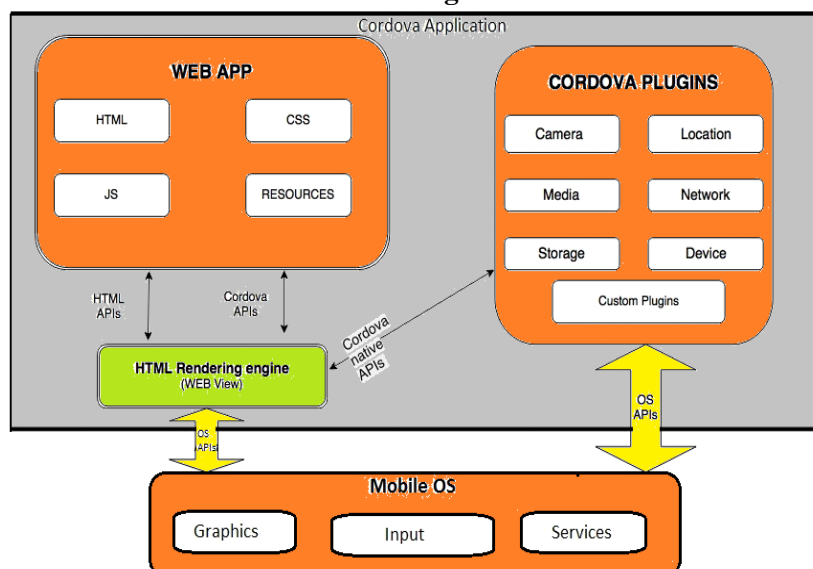 Cordova Application
WEB APP
HTML
CSS
JS
RESOURCES
CORDOVA PLUGINS
Camera
Location
Media
Network
Storage
Device
Custom Plugins
HTML
APIs
Cordova
APIs
Cordova
native
APIs
HTML Rendering engine
(WEB View)
OS
APIs
OS
APIs
Mobile OS
Graphics
Input
Services